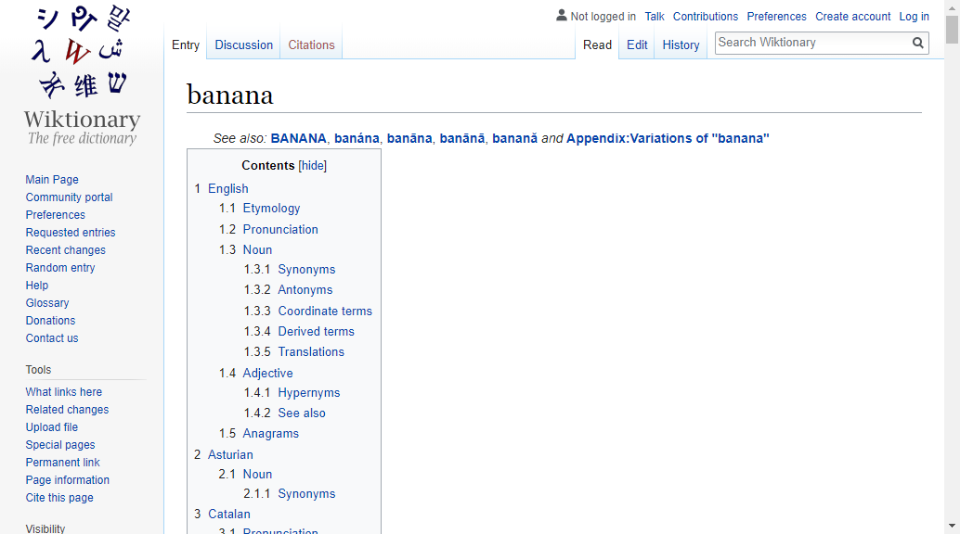 Not logged in Talk Contributions Preferences Create account Log in
Entry Discussion Citations Read Edit History Search Wiktionary
Wiktionary
The free dictionary
Main Page
Community portal
Preferences
Requested entries
Recent changes
Random entry
Help
Glossary
Donations
Contact us
Tools
What links here
Related changes
Upload file
Special pages
Permanent link
Page information
Cite this page
Visibility
banana
See also: BANANA, banána, banāna, banānā, banană and Appendix:Variations of "banana"
Contents [hide]
1 English
1.1 Etymology
1.2 Pronunciation
1.3 Noun
1.3.1 Synonyms
1.3.2 Antonyms
1.3.3 Coordinate terms
1.3.4 Derived terms
1.3.5 Translations
1.4 Adjective
1.4.1 Hypernyms
1.4.2 See also
1.5 Anagrams
2 Asturian
2.1 Noun
2.1.1 Synonyms
3 Catalan
3.1 Pronunciation